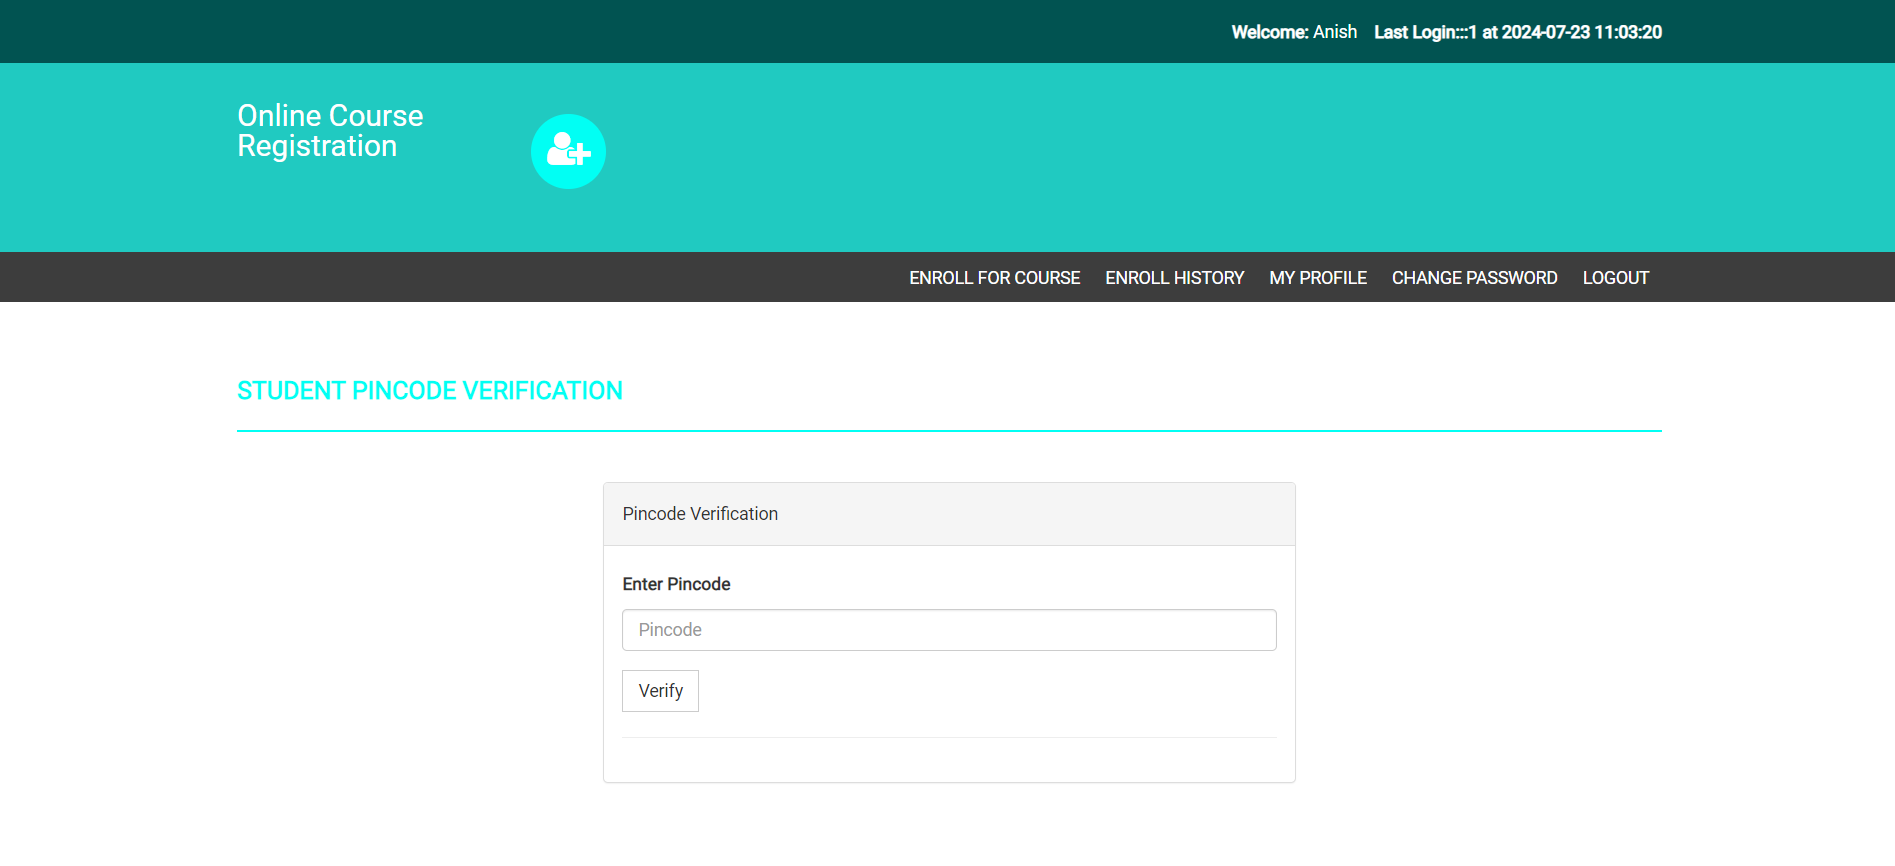 Welcome: Anish Last Login:::1 at 2024-07-23 11:03:20
Online Course
Registration
ENROLL FOR COURSE ENROLL HISTORY MY PROFILE CHANGE PASSWORD LOGOUT
STUDENT PINCODE VERIFICATION
Pincode Verification
Enter Pincode
Pincode
Verify